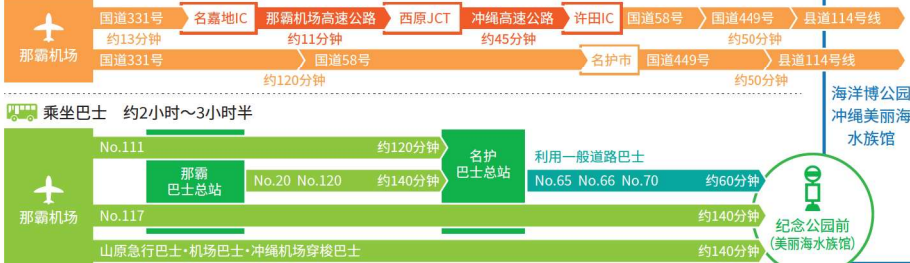 国道331号
名嘉地IC
那霸机场高速公路
西原JCT
冲绳高速公路
许田IC
国道58号
国道449号
县道114号线
约13分钟
约11分钟
约45分钟
约50分钟
那霸机场
国道331号
国道58号
名护市
国道449号
县道114号线
约120分钟
约50分钟
海洋博公园
冲绳美丽海
水族馆
乘坐巴士 约2小时～3小时半
No.111
约120分钟
那霸
巴士总站
No.20 No.120
约140分钟
名护
巴士总站
利用一般道路巴士
No.65 No.66 No.70
约60分钟
那霸机场
No.117
约140分钟
纪念公园前
(美丽海水族馆)
山原急行巴士·机场巴士·冲绳机场穿梭巴士
约140分钟